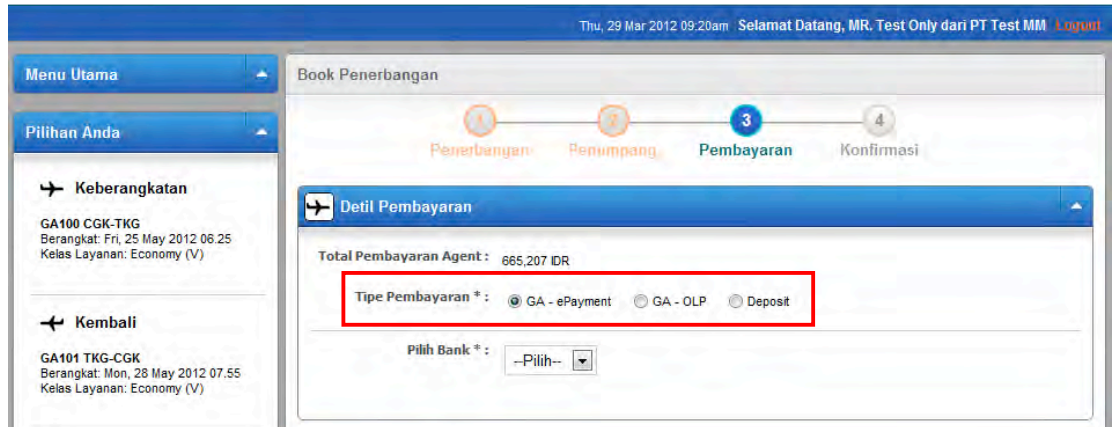 Thu, 29 Mar 2012 09:20am Selamat Datang, MR. Test Only dari PT Test MM Logout
Menu Utama
Pilihan Anda
Keberangkatan
GA100 CGK-TKG
Berangkat: Fri, 25 May 2012 06.25
Kelas Layanan: Economy (V)
Kembali
GA101 TKG-CGK
Berangkat: Mon, 28 May 2012 07.55
Kelas Layanan: Economy (V)
Book Penerbangan
1 2 3 4
Penerbangan Penumpang Pembayaran Konfirmasi
Detil Pembayaran
Total Pembayaran Agent : 665,207 IDR
Tipe Pembayaran * : GA - ePayment GA - OLP Deposit
Pilih Bank * : --Pilih--